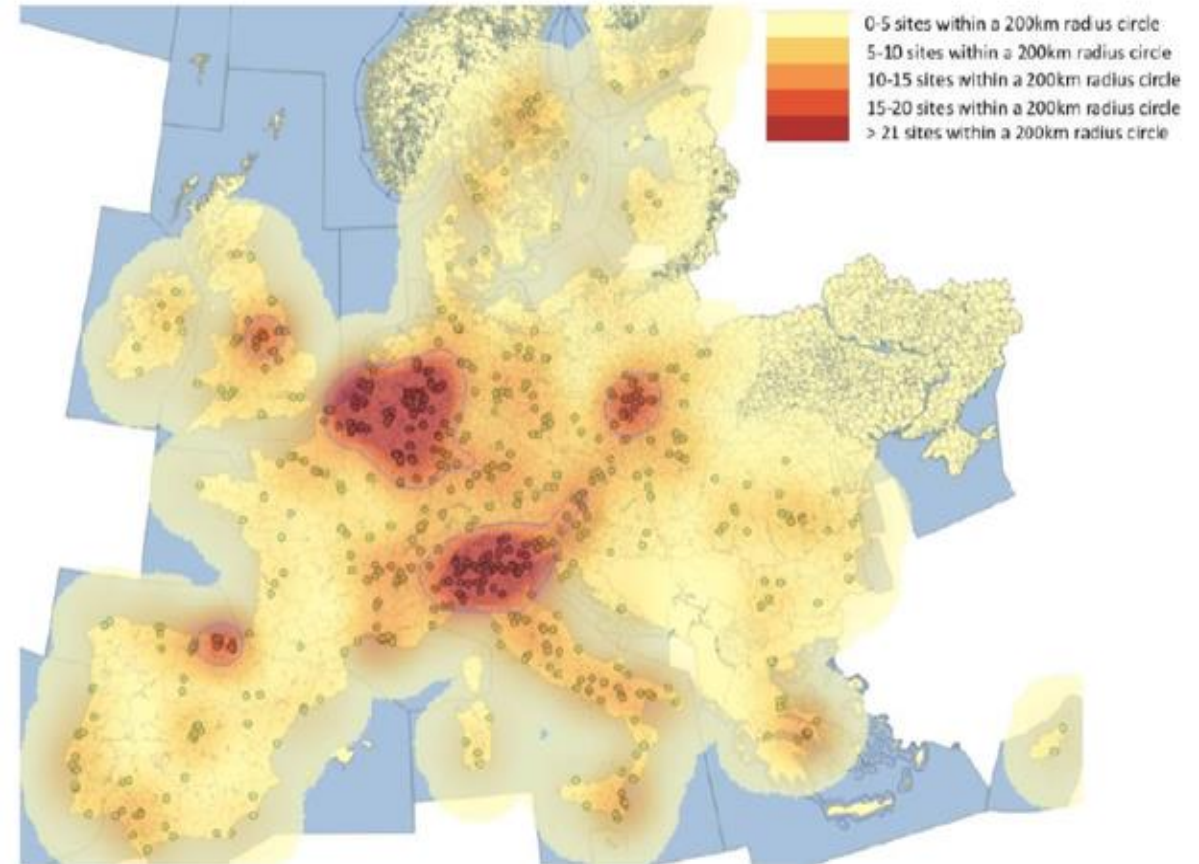 0-5 sites within a 200km radius circle
5-10 sites within a 200km radius circle
10-15 sites within a 200km radius circle
15-20 sites within a 200km radius circle
> 21 sites within a 200km radius circle